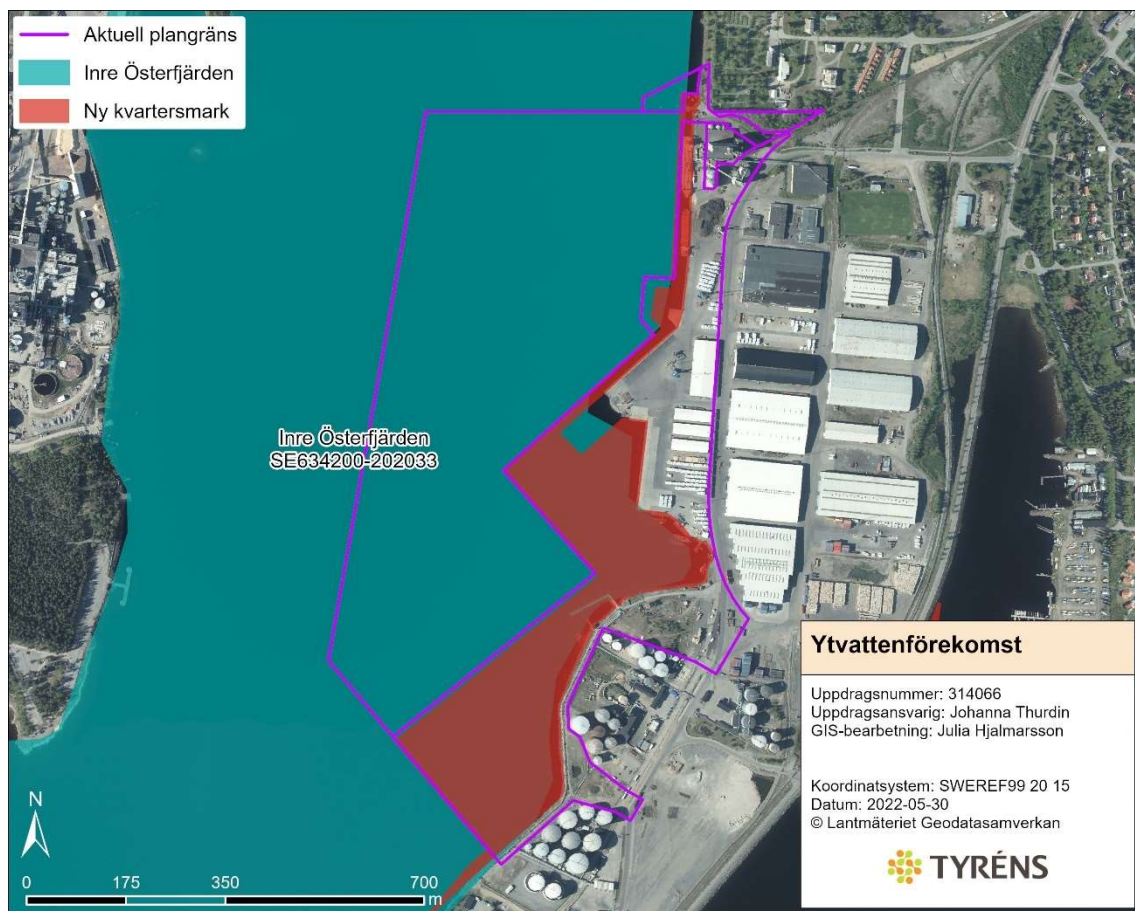 Aktuell plangräns
Inre Österfjärden
Ny kvartersmark
Inre Österfjärden
SE634200-202033
Ytvattenförekomst
Uppdragsnummer: 314066
Uppdragsansvarig: Johanna Thurdin
GIS-bearbetning: Julia Hjalmarsson
Koordinatsystem: SWEREF99 20 15
Datum: 2022-05-30
© Lantmäteriet Geodatasamverkan
TYRÉNS
N
0 175 350 700
m